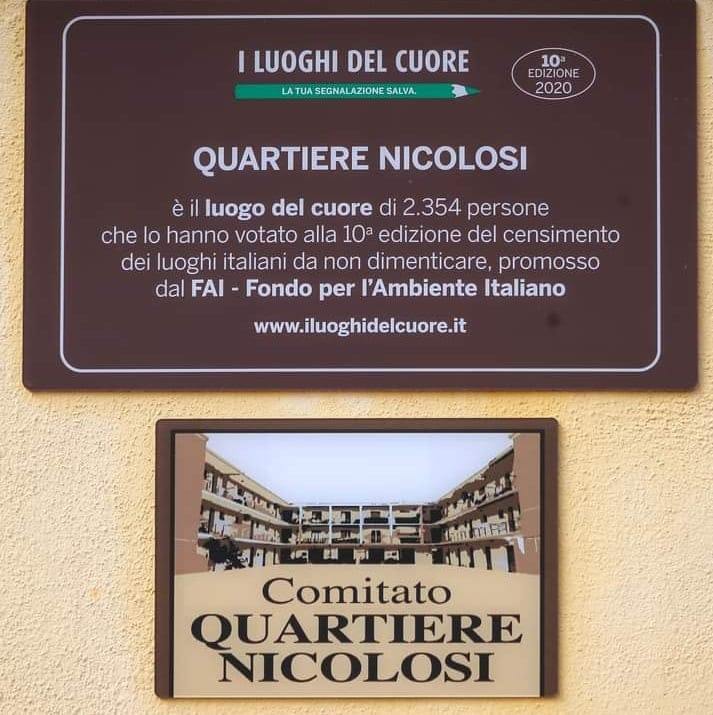 I LUOGHI DEL CUORE
LA TUA SEGNALAZIONE SALVA.
10ª
EDIZIONE
2020
QUARTIERE NICOLOSI
è il luogo del cuore di 2.354 persone
che lo hanno votato alla 10ª edizione del censimento
dei luoghi italiani da non dimenticare, promosso
dal FAI - Fondo per l'Ambiente Italiano
www.iluoghidelcuore.it
Comitato
QUARTIERE
NICOLOSI